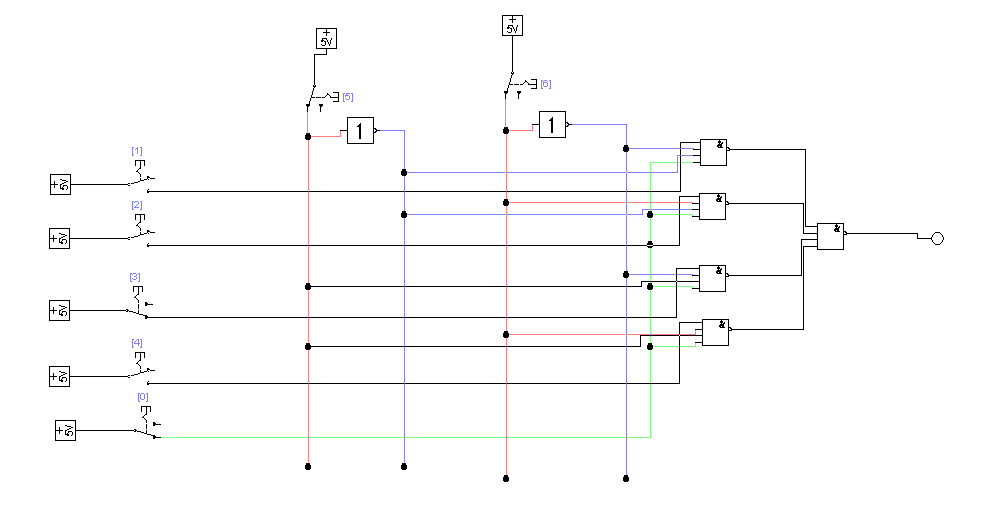 + 5V
+ 5V
[5]
[6]
1
1
[1]
+ 5V
&
[2]
+ 5V
&
&
[3]
+ 5V
&
&
[4]
+ 5V
[0]
+ 5V